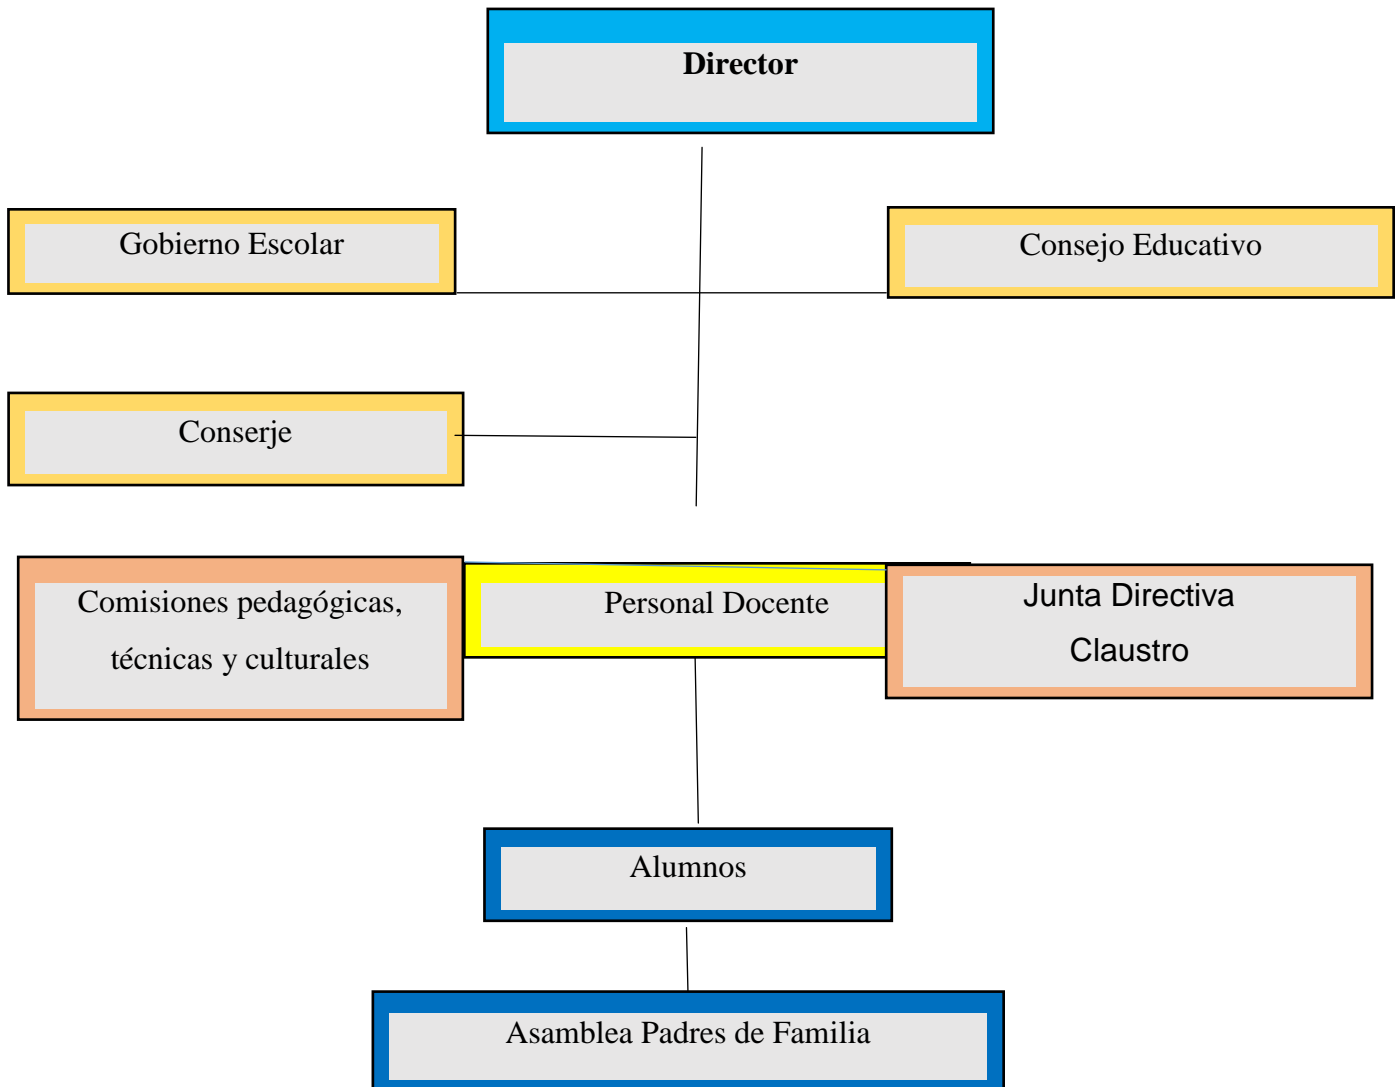 Director
Gobierno Escolar
Consejo Educativo
Conserje
Comisiones pedagógicas,
técnicas y culturales
Personal Docente
Junta Directiva
Claustro
Alumnos
Asamblea Padres de Familia